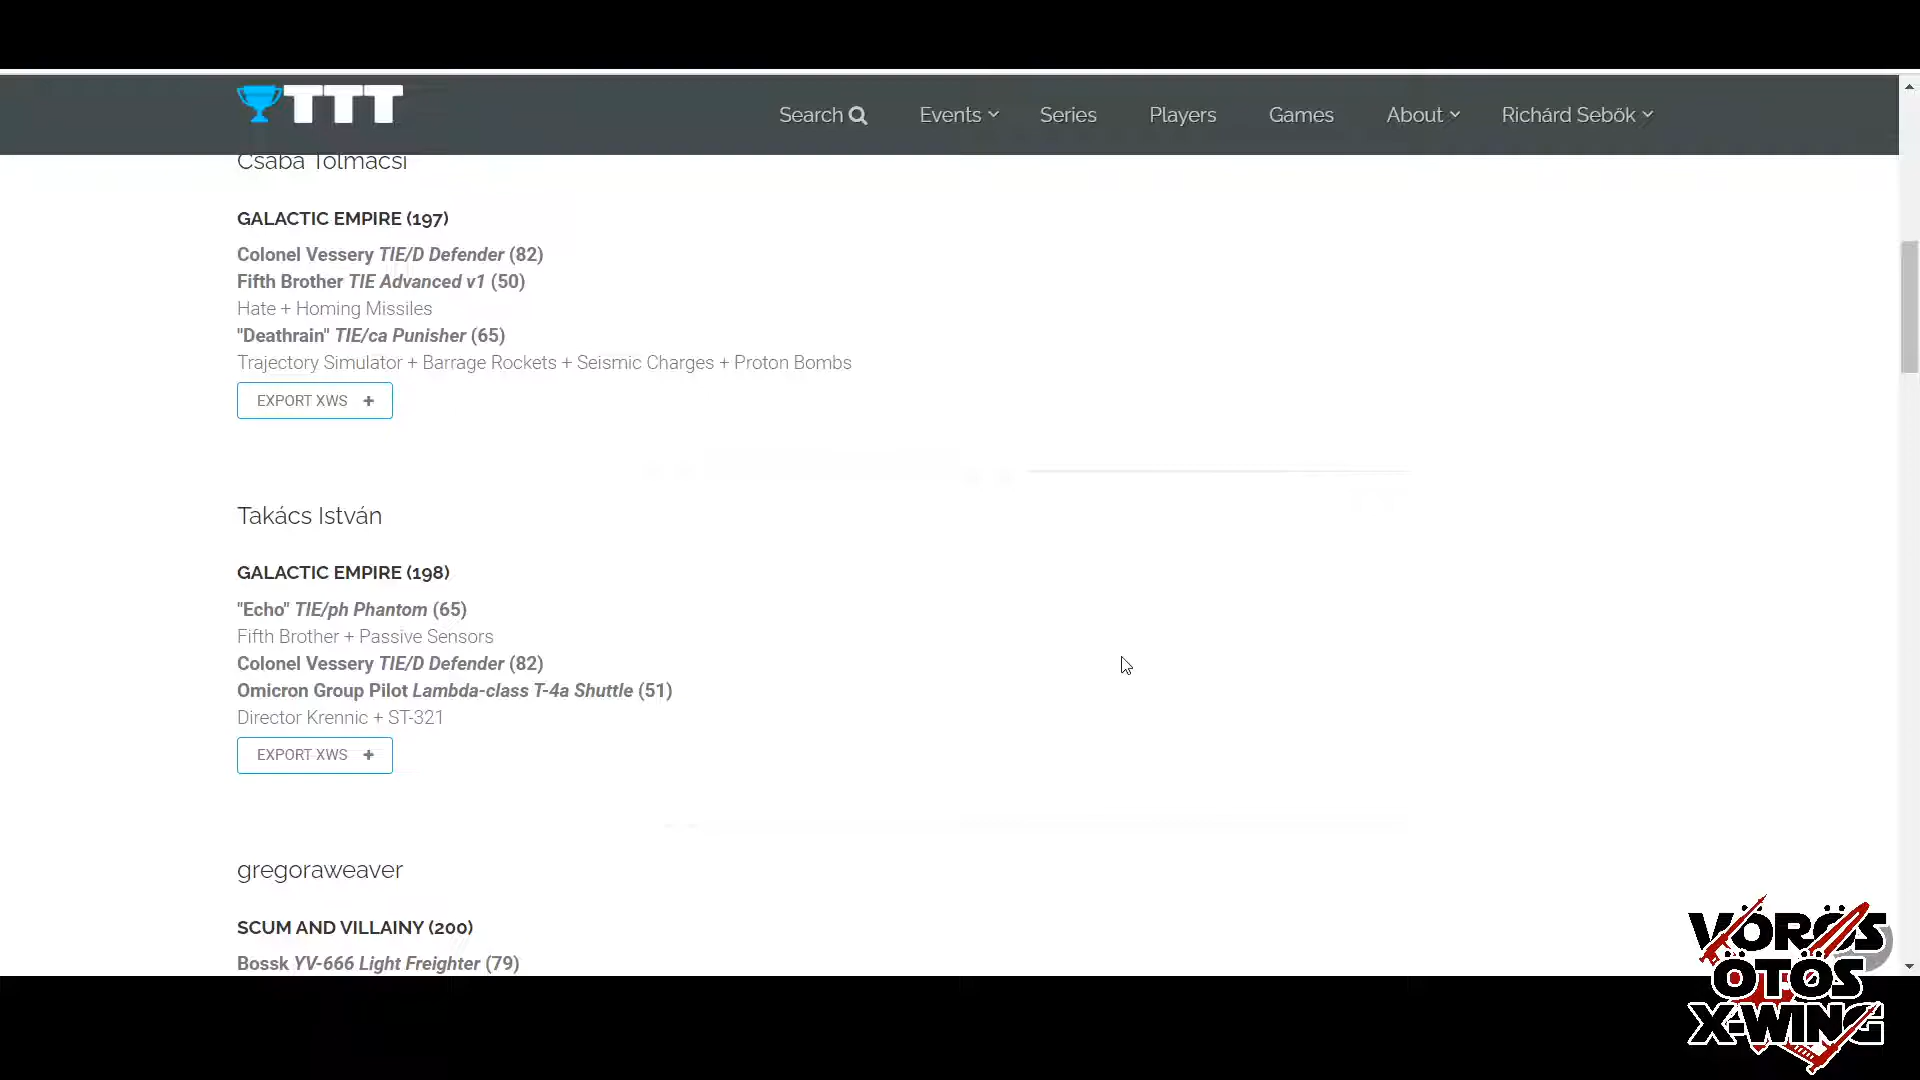 TTT
Search
Events
Series
Players
Games
About
Richárd Sebők
Csaba Tolmácsi
GALACTIC EMPIRE (197)
Colonel Vessery TIE/D Defender (82)
Fifth Brother TIE Advanced v1 (50)
Hate + Homing Missiles
"Deathrain" TIE/ca Punisher (65)
Trajectory Simulator + Barrage Rockets + Seismic Charges + Proton Bombs
EXPORT XWS +
Takács István
GALACTIC EMPIRE (198)
"Echo" TIE/ph Phantom (65)
Fifth Brother + Passive Sensors
Colonel Vessery TIE/D Defender (82)
Omicron Group Pilot Lambda-class T-4a Shuttle (51)
Director Krennic + ST-321
EXPORT XWS +
gregoraweaver
SCUM AND VILLAINY (200)
Bossk YV-666 Light Freighter (79)
VÖRÖS
ÖTÖS
X-WING